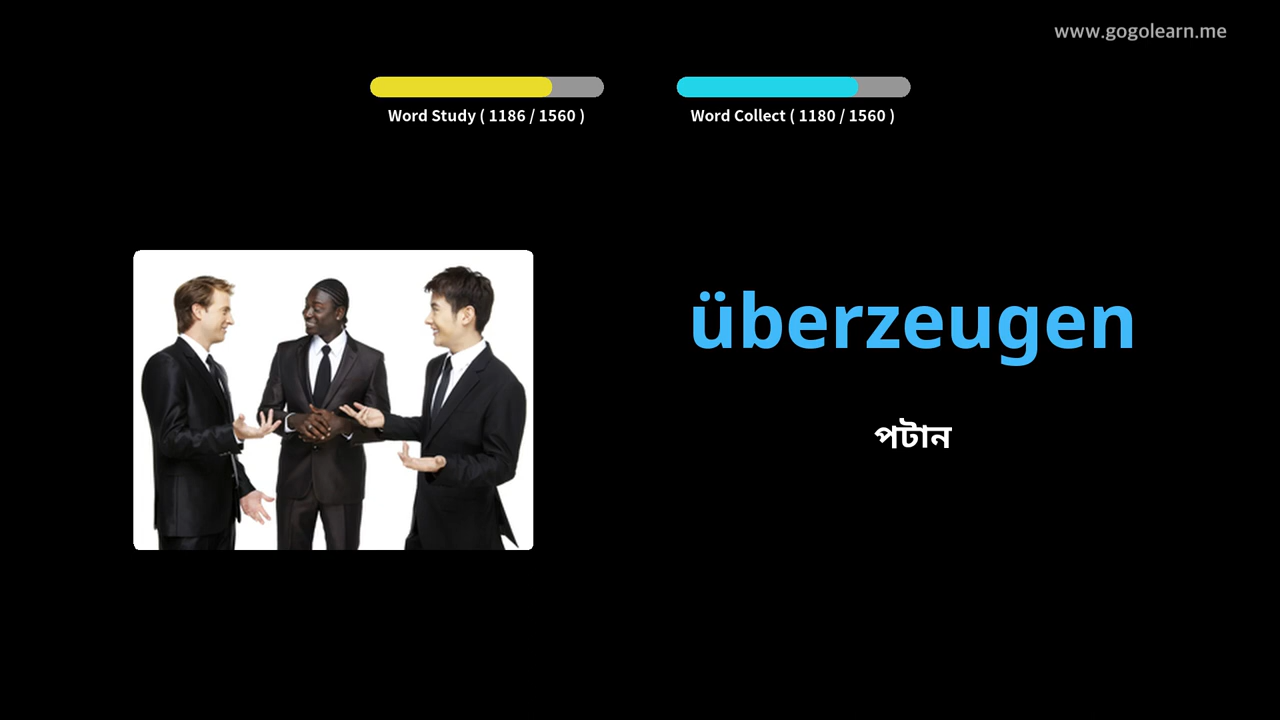 www.gogolearn.me
Word Study ( 1186 / 1560 )
Word Collect ( 1180 / 1560 )
überzeugen
পটান